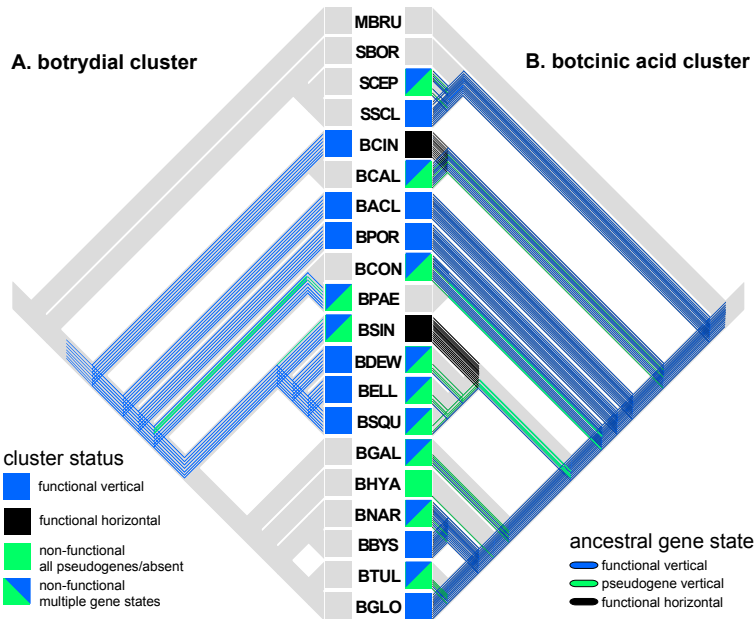 A. botrydial cluster
B. botcinic acid cluster
MBRU
SBOR
SCEP
SSCL
BCIN
BCAL
BACL
BPOR
BCON
BPAE
BSIN
BDEW
BELL
BSQU
BGAL
BHYA
BNAR
BBYS
BTUL
BGLO
cluster status
functional vertical
functional horizontal
non-functional
all pseudogenes/absent
non-functional
multiple gene states
ancestral gene state
functional vertical
pseudogene vertical
functional horizontal